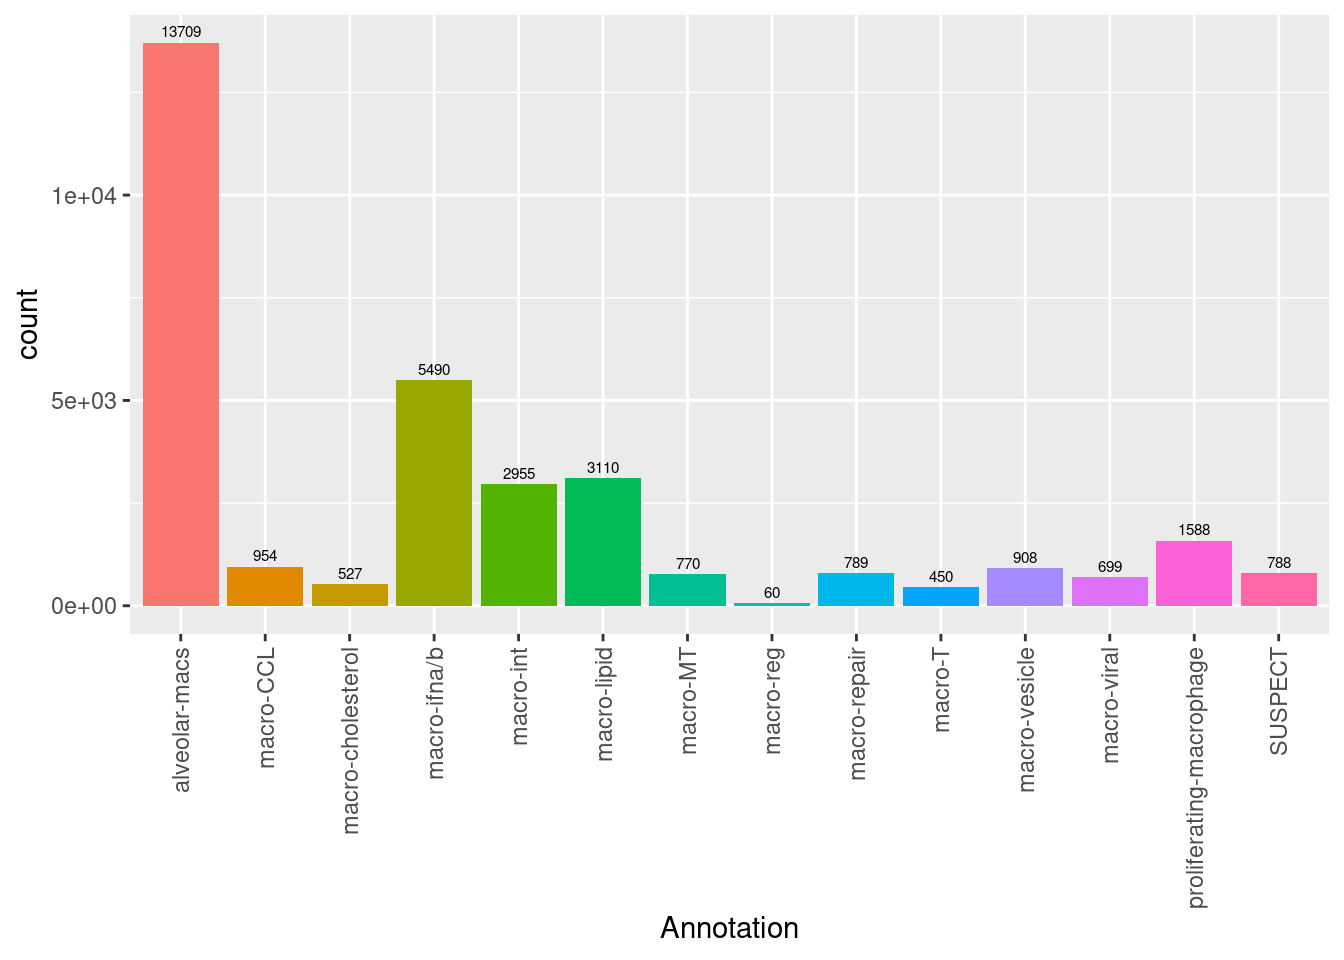 13709
954
527
5490
2955
3110
770
60
789
450
908
699
1588
788
1e+04
5e+03
0e+00
count
alveolar-macs
macro-CCL
macro-cholesterol
macro-ifna/b
macro-int
macro-lipid
macro-MT
macro-reg
macro-repair
macro-T
macro-vesicle
macro-viral
proliferating-macrophage
SUSPECT
Annotation